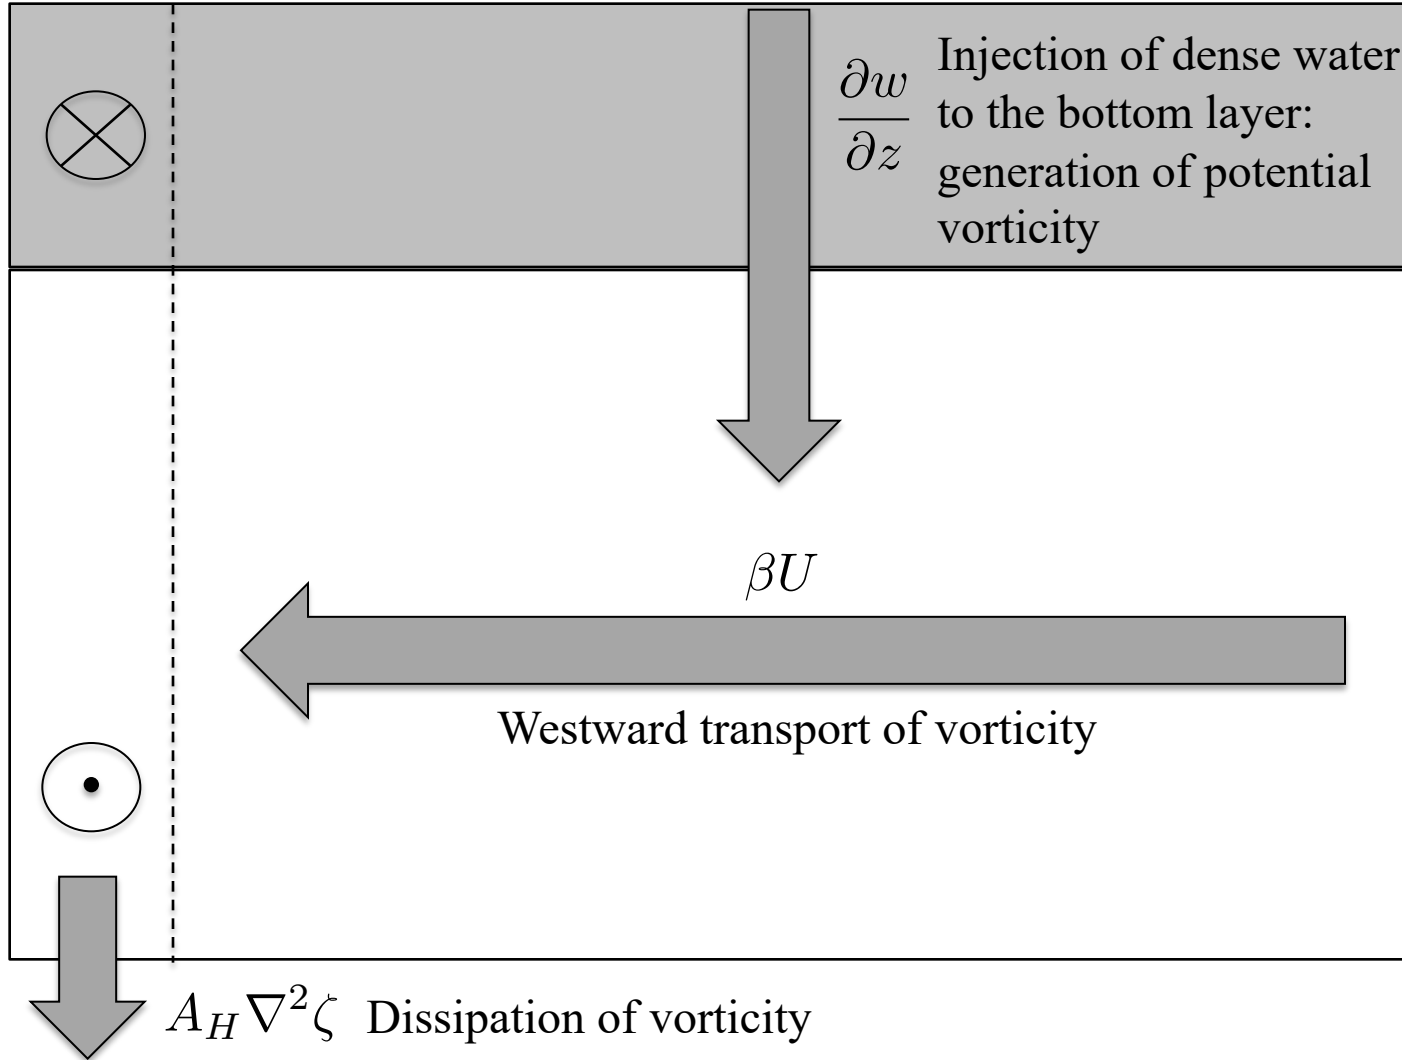 ∂w/∂z
Injection of dense water
to the bottom layer:
generation of potential
vorticity
βU
Westward transport of vorticity
A_H∇²ζ Dissipation of vorticity